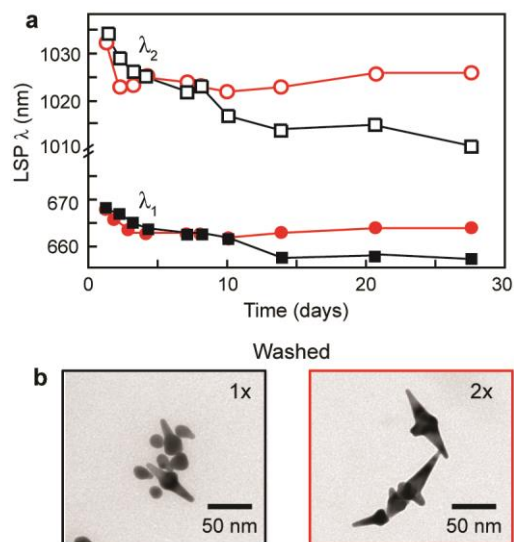 a
LSP λ (nm)
1030
1020
1010
670
660
λ2
λ1
0
10
20
30
Time (days)
Washed
b
1x
50 nm
2x
50 nm